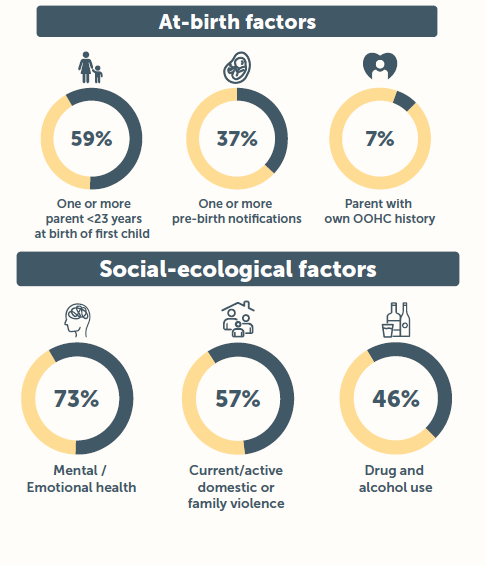 At-birth factors
59%
37%
7%
One or more
parent <23 years
at birth of first child
One or more
pre-birth notifications
Parent with
own OOHC history
Social-ecological factors
73%
57%
46%
Mental /
Emotional health
Current/active
domestic or
family violence
Drug and
alcohol use